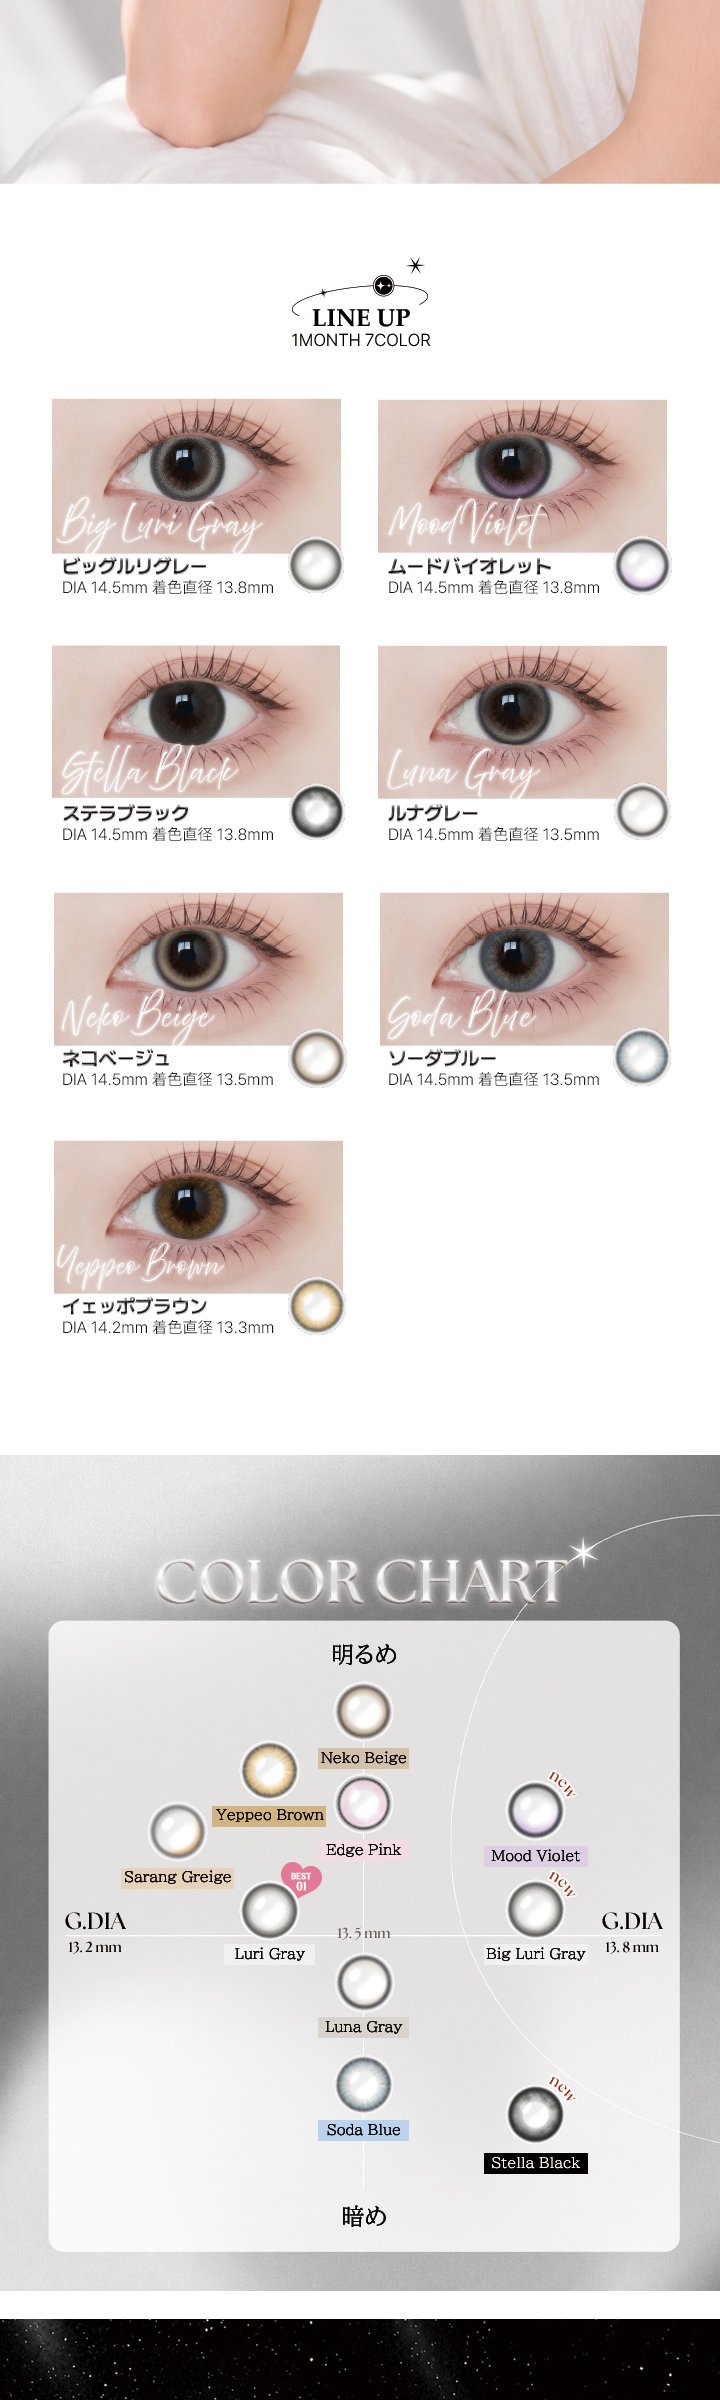 LINE UP
1MONTH 7COLOR
Big Luri Gray
ビッグルリグレー
DIA 14.5mm 着色直径 13.8mm
Mood Violet
ムードバイオレット
DIA 14.5mm 着色直径 13.8mm
Stella Black
ステラブラック
DIA 14.5mm 着色直径 13.8mm
Luna Gray
ルナグレー
DIA 14.5mm 着色直径 13.5mm
Neko Beige
ネコベージュ
DIA 14.5mm 着色直径 13.5mm
Soda Blue
ソーダブルー
DIA 14.5mm 着色直径 13.5mm
Yeppeo Brown
イェッポブラウン
DIA 14.2mm 着色直径 13.3mm
COLOR CHART
明るめ
Neko Beige
Yeppeo Brown
Edge Pink
new
Mood Violet
Sarang Greige
BEST
01
new
G.DIA
13.2 mm
Luri Gray
13.5 mm
Big Luri Gray
G.DIA
13.8 mm
Luna Gray
Soda Blue
new
Stella Black
暗め